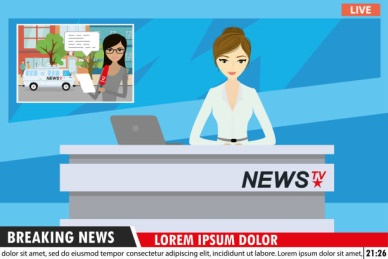 LIVE
NEWS
2
NEWS TV
BREAKING NEWS
LOREM IPSUM DOLOR
dolor sit amet, sed do eiusmod tempor consectetur adipiscing elit, incididunt ut labore. Lorem ipsum dolor sit amet,
21:26